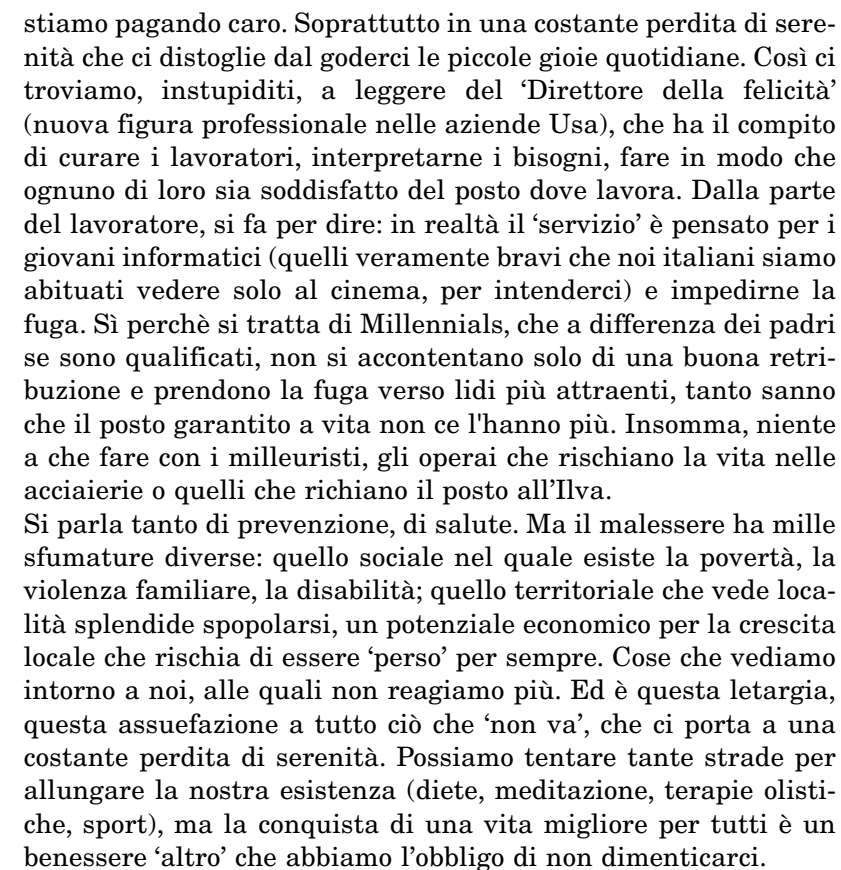 stiamo pagando caro. Soprattutto in una costante perdita di sere-
nità che ci distoglie dal goderci le piccole gioie quotidiane. Così ci
troviamo, instupiditi, a leggere del ‘Direttore della felicità’
(nuova figura professionale nelle aziende Usa), che ha il compito
di curare i lavoratori, interpretarne i bisogni, fare in modo che
ognuno di loro sia soddisfatto del posto dove lavora. Dalla parte
del lavoratore, si fa per dire: in realtà il ‘servizio’ è pensato per i
giovani informatici (quelli veramente bravi che noi italiani siamo
abituati vedere solo al cinema, per intenderci) e impedirne la
fuga. Sì perchè si tratta di Millennials, che a differenza dei padri
se sono qualificati, non si accontentano solo di una buona retri-
buzione e prendono la fuga verso lidi più attraenti, tanto sanno
che il posto garantito a vita non ce l'hanno più. Insomma, niente
a che fare con i milleuristi, gli operai che rischiano la vita nelle
acciaierie o quelli che richiano il posto all’Ilva.
Si parla tanto di prevenzione, di salute. Ma il malessere ha mille
sfumature diverse: quello sociale nel quale esiste la povertà, la
violenza familiare, la disabilità; quello territoriale che vede loca-
lità splendide spopolarsi, un potenziale economico per la crescita
locale che rischia di essere ‘perso’ per sempre. Cose che vediamo
intorno a noi, alle quali non reagiamo più. Ed è questa letargia,
questa assuefazione a tutto ciò che ‘non va’, che ci porta a una
costante perdita di serenità. Possiamo tentare tante strade per
allungare la nostra esistenza (diete, meditazione, terapie olisti-
che, sport), ma la conquista di una vita migliore per tutti è un
benessere ‘altro’ che abbiamo l’obbligo di non dimenticarci.